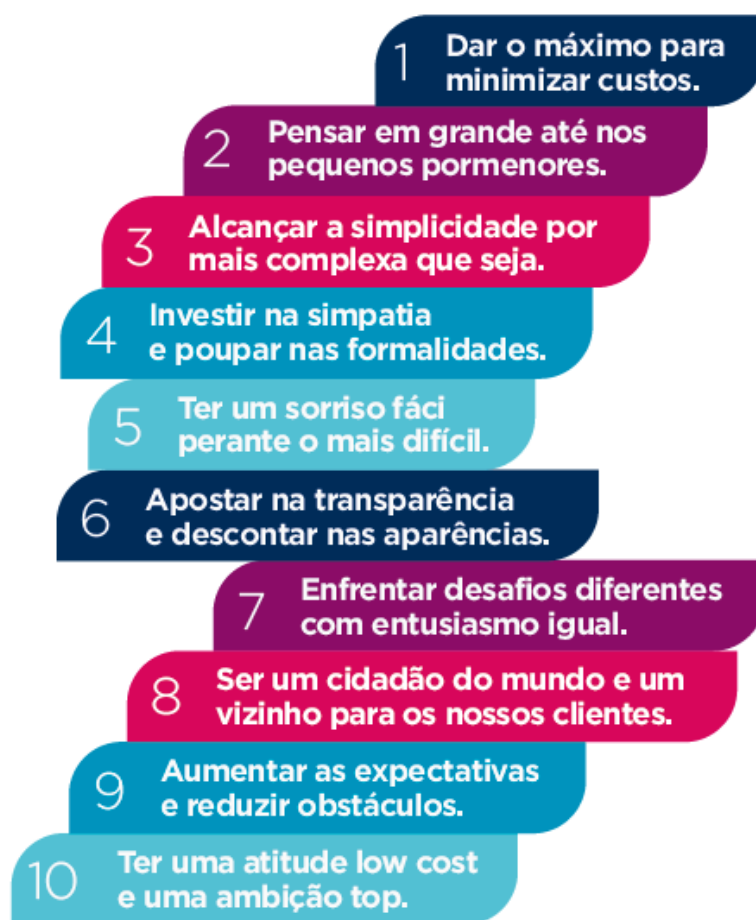 1 Dar o máximo para
minimizar custos.
2 Pensar em grande até nos
pequenos pormenores.
3 Alcançar a simplicidade por
mais complexa que seja.
4 Investir na simpatia
e poupar nas formalidades.
5 Ter um sorriso fáci
perante o mais difícil.
6 Apostar na transparência
e descontar nas aparências.
7 Enfrentar desafios diferentes
com entusiasmo igual.
8 Ser um cidadão do mundo e um
vizinho para os nossos clientes.
9 Aumentar as expectativas
e reduzir obstáculos.
10 Ter uma atitude low cost
e uma ambição top.